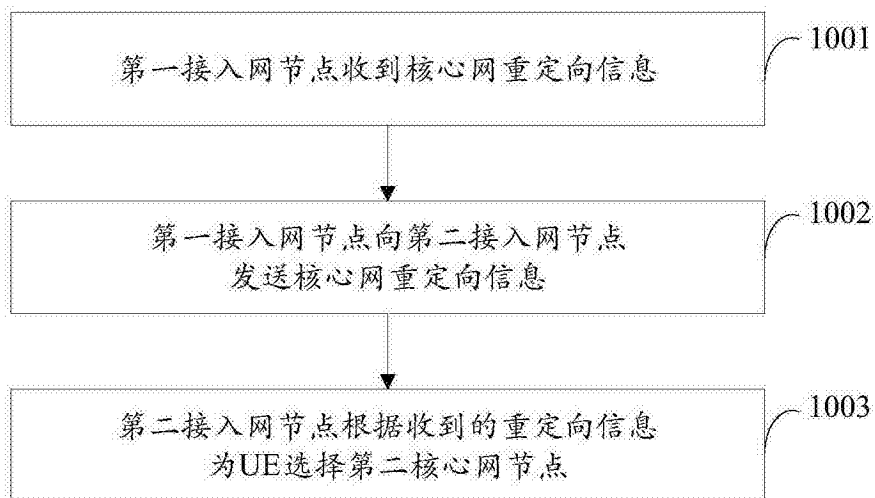 第一接入网节点收到核心网重定向信息
1001
第一接入网节点向第二接入网节点
发送核心网重定向信息
1002
第二接入网节点根据收到的重定向信息
为UE选择第二核心网节点
1003